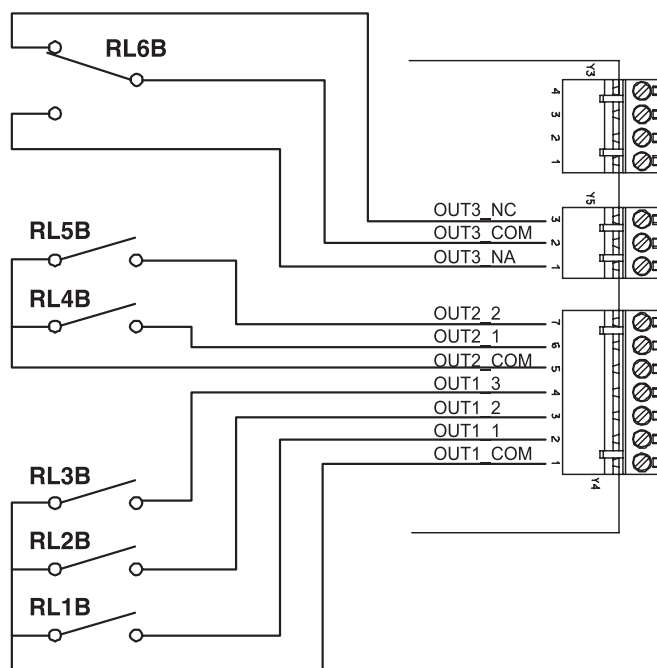 RL6B
Y3
4
3
2
1
Y5
OUT3_NC 3
OUT3_COM 2
OUT3_NA 1
RL5B
RL4B
OUT2_2 7
OUT2_1 6
OUT2_COM 5
OUT1_3 4
OUT1_2 3
OUT1_1 2
OUT1_COM 1
Y4
RL3B
RL2B
RL1B